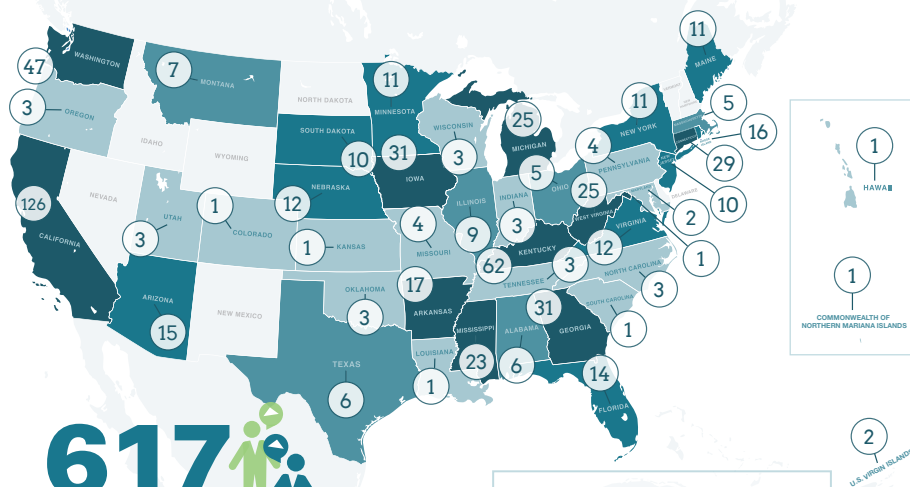 11
47
WASHINGTON
7
MONTANA
NORTH DAKOTA
11
MINNESOTA
MAINE
3
OREGON
IDAHO
WYOMING
SOUTH DAKOTA
10
WISCONSIN
3
25
MICHIGAN
11
NEW YORK
5
16
29
4
PENNSYLVANIA
10
31
IOWA
12
NEBRASKA
126
CALIFORNIA
NEVADA
3
UTAH
1
COLORADO
1
KANSAS
4
MISSOURI
ILLINOIS
9
INDIANA
3
5
OHIO
25
WEST VIRGINIA
12
VIRGINIA
DELAWARE
2
1
62
KENTUCKY
3
TENNESSEE
NORTH CAROLINA
3
SOUTH CAROLINA
1
ARIZONA
15
NEW MEXICO
OKLAHOMA
3
17
ARKANSAS
MISSISSIPPI
23
ALABAMA
6
31
GEORGIA
LOUISIANA
1
TEXAS
6
14
FLORIDA
1
HAWA
1
COMMONWEALTH OF
NORTHERN MARIANA ISLANDS
2
U.S. VIRGIN ISLANDS
617